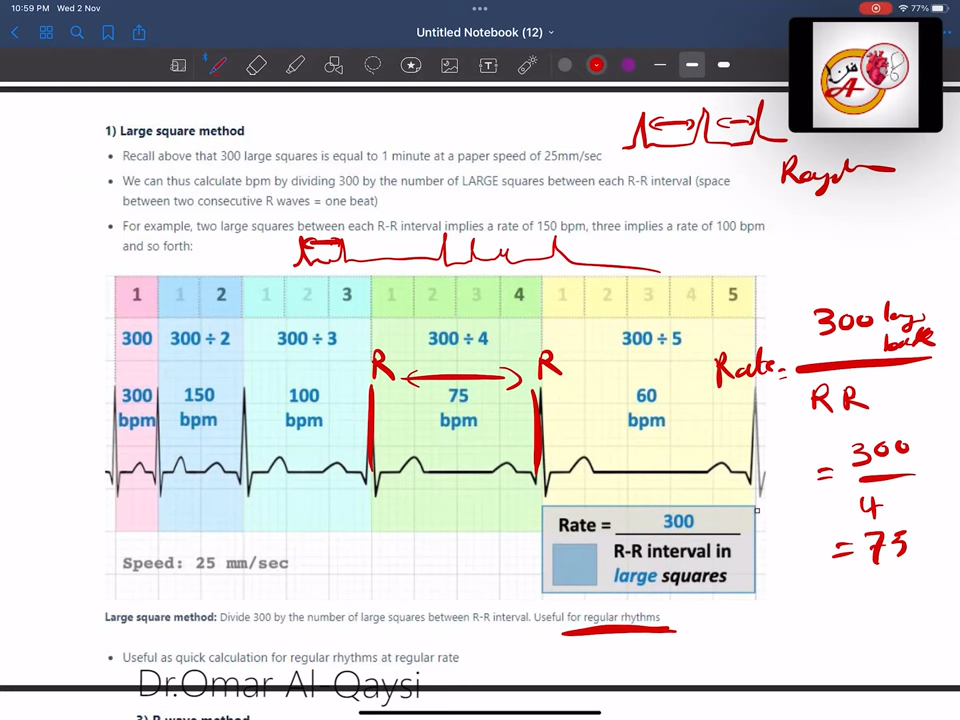 10:59 PM Wed 2 Nov
77%
Untitled Notebook (12)
فن
A
1) Large square method
• Recall above that 300 large squares is equal to 1 minute at a paper speed of 25mm/sec
• We can thus calculate bpm by dividing 300 by the number of LARGE squares between each R-R interval (space
between two consecutive R waves = one beat)
• For example, two large squares between each R-R interval implies a rate of 150 bpm, three implies a rate of 100 bpm
and so forth:
1 1 2 1 2 3 1 2 3 4 1 2 3 4 5
300 300 ÷ 2 300 ÷ 3 300 ÷ 4 300 ÷ 5
R R
300 150 100 75 60
bpm bpm bpm bpm bpm
Rate = 300
R-R interval in
large squares
Speed: 25 mm/sec
Rate = 300
R R
= 300
4
= 75
Large square method: Divide 300 by the number of large squares between R-R interval. Useful for regular rhythms
• Useful as quick calculation for regular rhythms at regular rate
Dr.Omar Al-Qaysi
3) R wave method